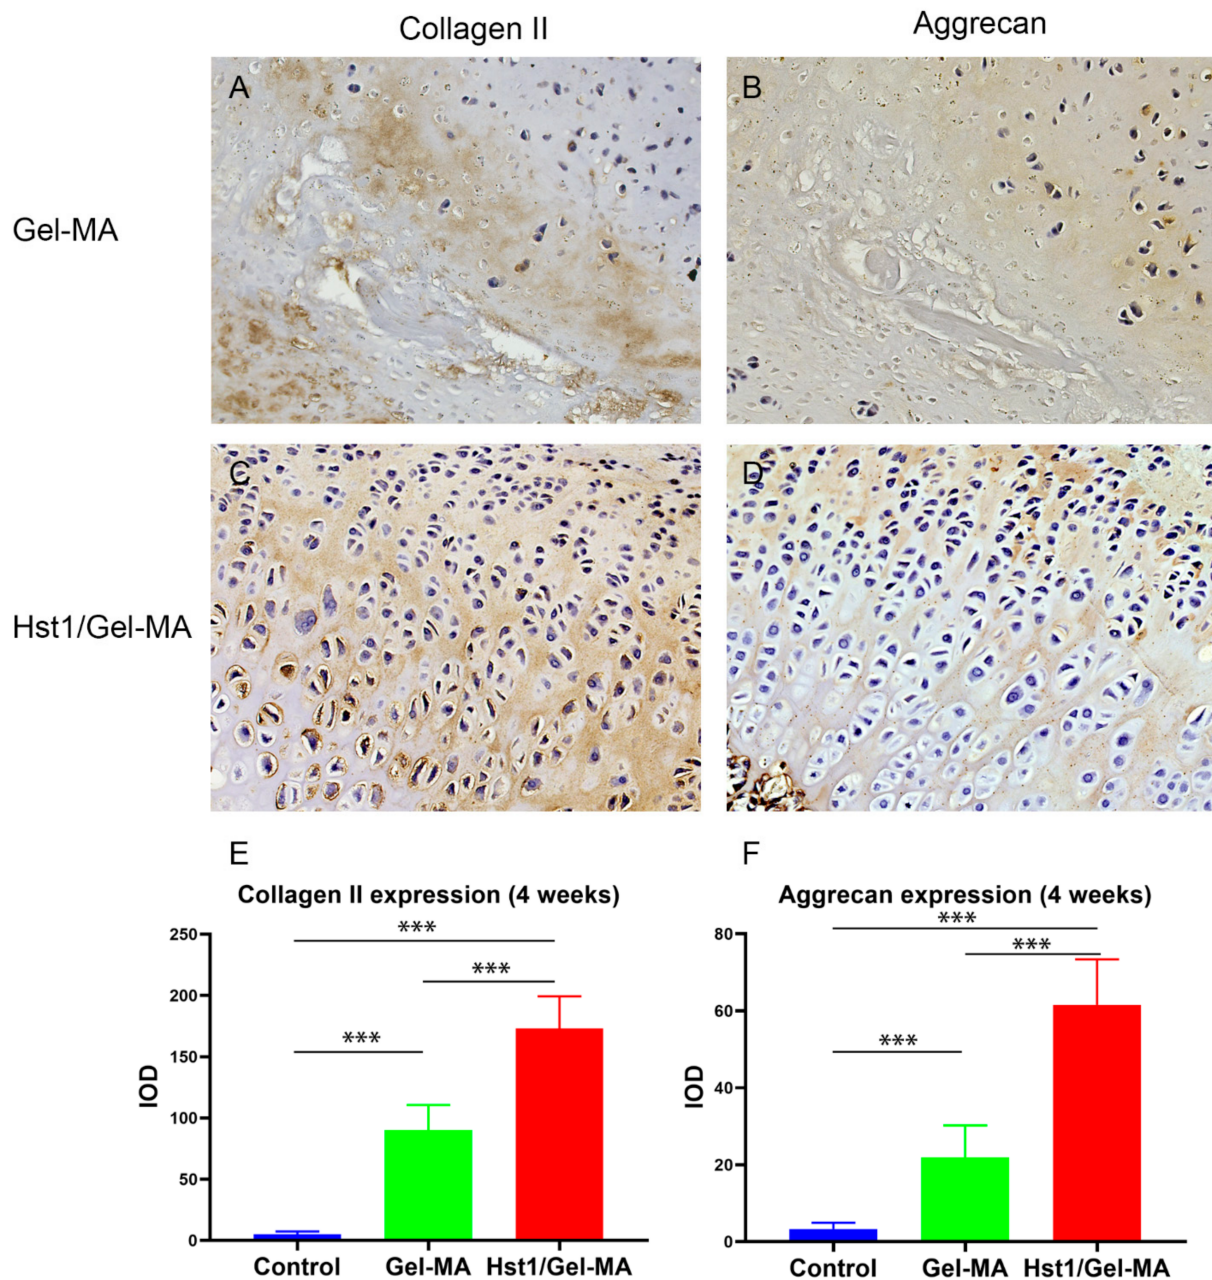 Collagen II
Aggrecan
A
B
Gel-MA
C
D
Hst1/Gel-MA
E
F
Collagen II expression (4 weeks)
Aggrecan expression (4 weeks)
***
***
***
250
200
150
100
50
0
IOD
Control
Gel-MA
Hst1/Gel-MA
***
***
***
80
60
40
20
0
IOD
Control
Gel-MA
Hst1/Gel-MA